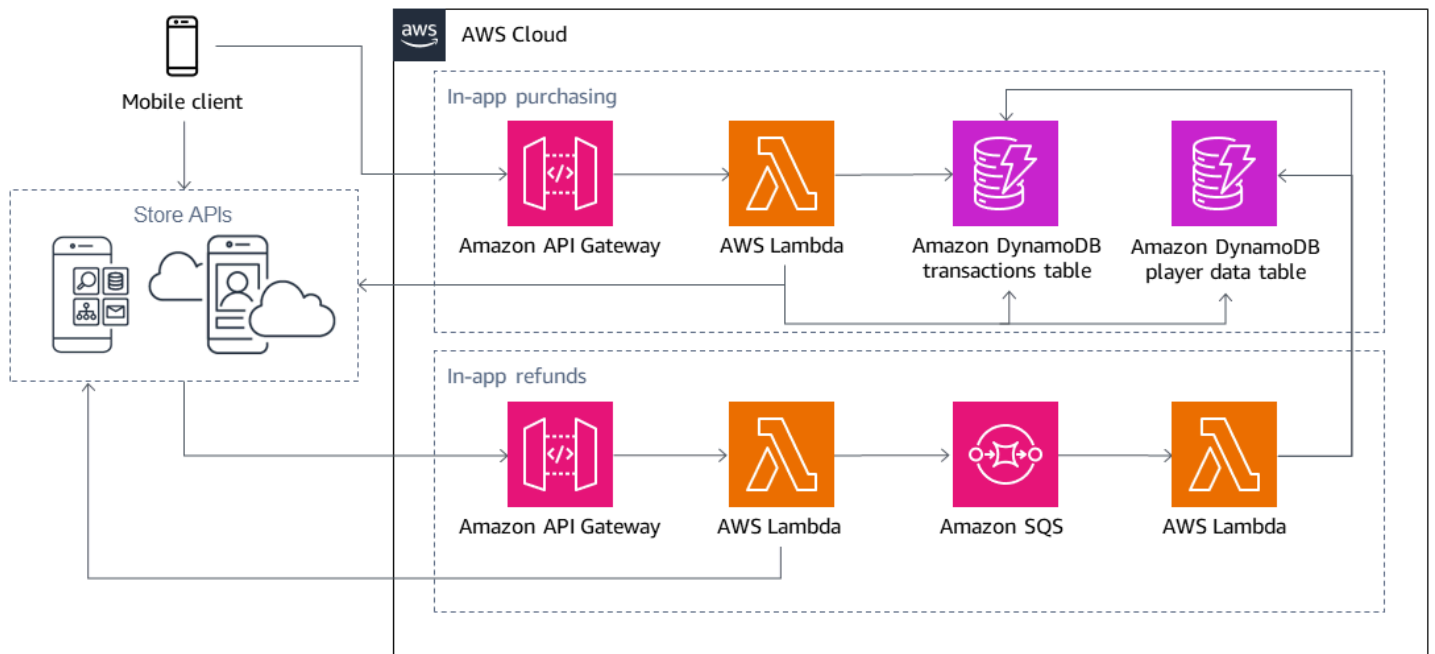 aws
AWS Cloud
Mobile client
In-app purchasing
Store APIs
</>
Amazon API Gateway
AWS Lambda
Amazon DynamoDB
transactions table
Amazon DynamoDB
player data table
In-app refunds
</>
Amazon API Gateway
AWS Lambda
Amazon SQS
AWS Lambda